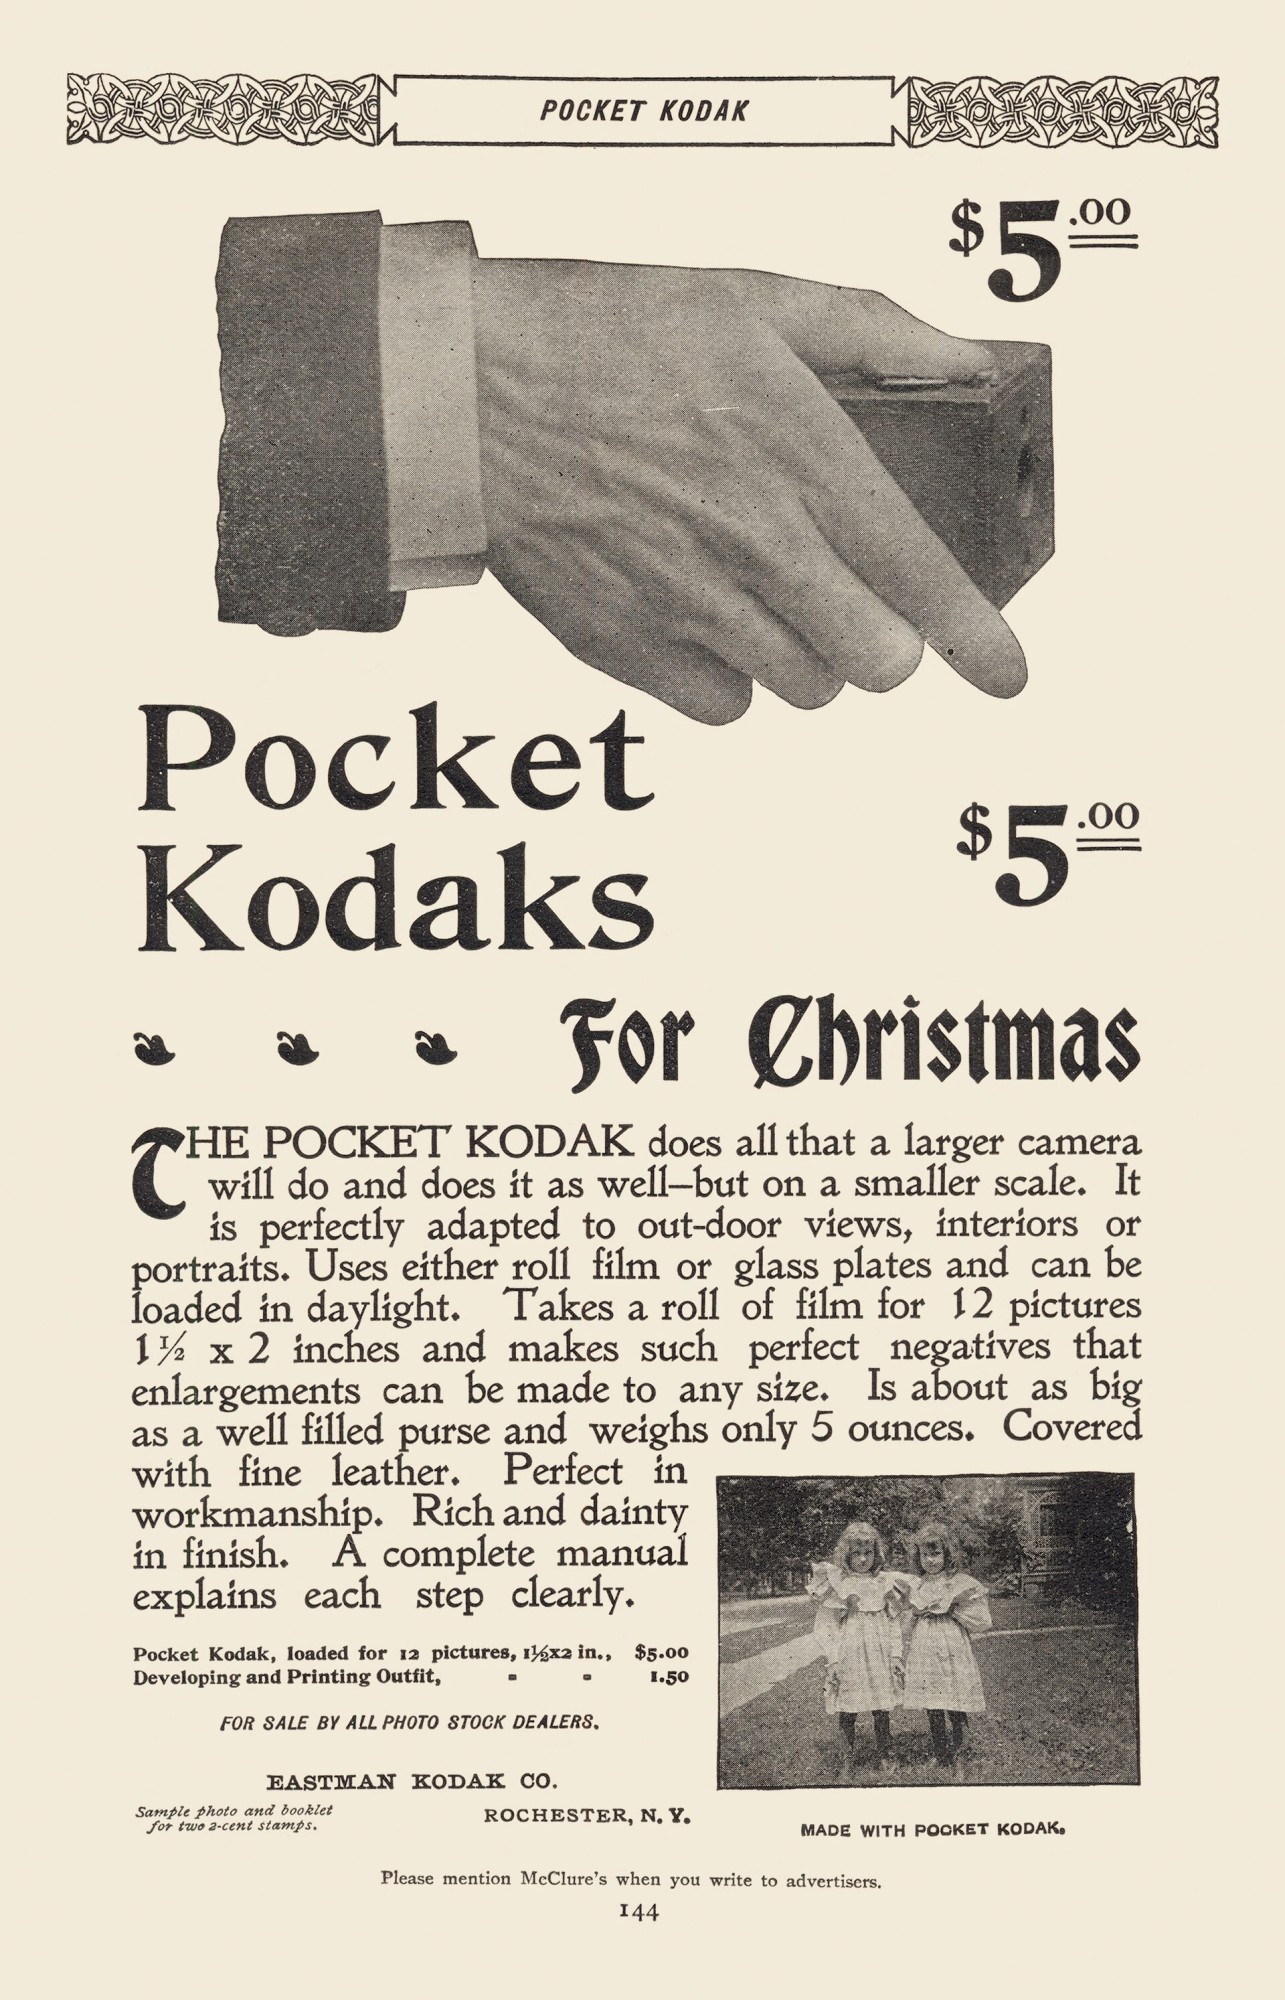 POCKET KODAK
$5.00
Pocket
Kodaks
$5.00
For Christmas
THE POCKET KODAK does all that a larger camera
will do and does it as well—but on a smaller scale. It
is perfectly adapted to out-door views, interiors or
portraits. Uses either roll film or glass plates and can be
loaded in daylight. Takes a roll of film for 12 pictures
1½ x 2 inches and makes such perfect negatives that
enlargements can be made to any size. Is about as big
as a well filled purse and weighs only 5 ounces. Covered
with fine leather. Perfect in
workmanship. Rich and dainty
in finish. A complete manual
explains each step clearly.
Pocket Kodak, loaded for 12 pictures, 1½x2 in., $5.00
Developing and Printing Outfit, - - 1.50
FOR SALE BY ALL PHOTO STOCK DEALERS.
EASTMAN KODAK CO.
Sample photo and booklet
for two 2-cent stamps.
ROCHESTER, N. Y.
MADE WITH POCKET KODAK.
Please mention McClure's when you write to advertisers.
144